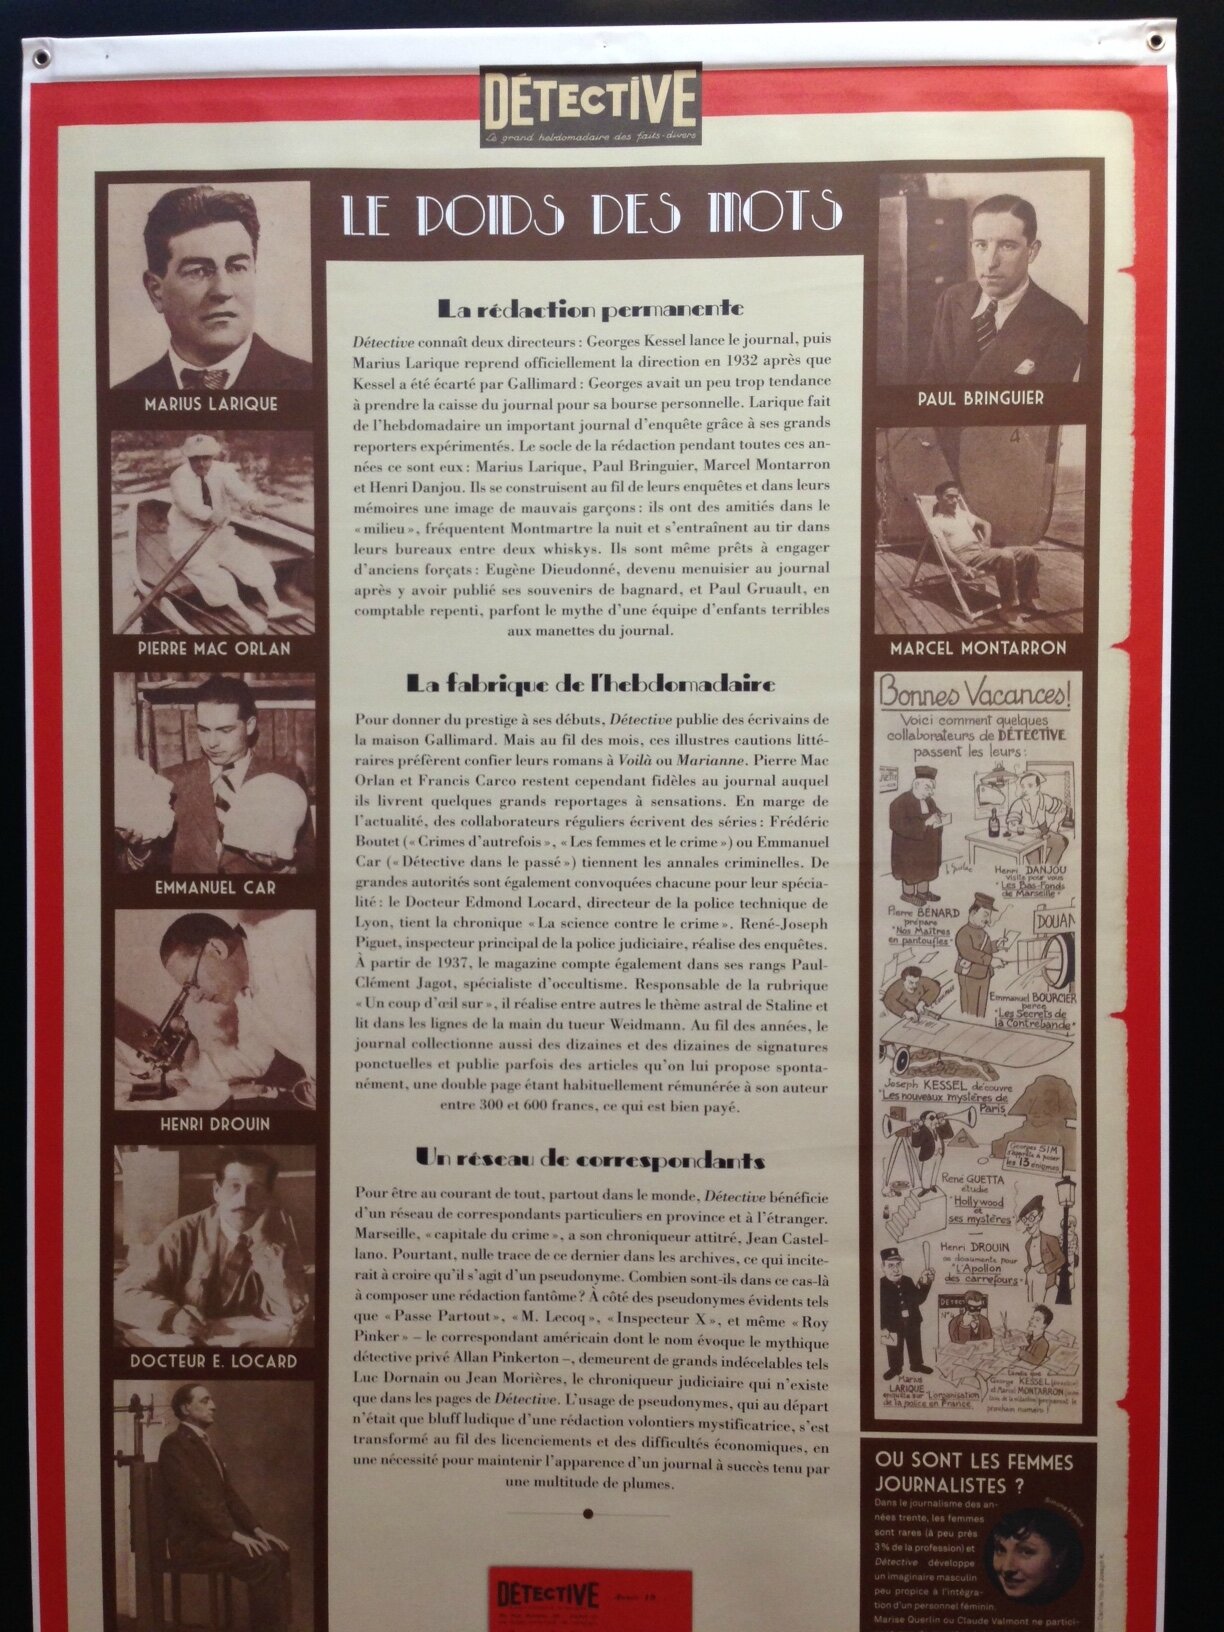 DÉTECTIVE
Le grand hebdomadaire des faits-divers
LE POIDS DES MOTS
MARIUS LARIQUE
PIERRE MAC ORLAN
EMMANUEL CAR
HENRI DROUIN
DOCTEUR E. LOCARD
La rédaction permanente
Détective connaît deux directeurs : Georges Kessel lance le journal, puis
Marius Larique reprend officiellement la direction en 1932 après que
Kessel a été écarté par Gallimard : Georges avait un peu trop tendance
à prendre la caisse du journal pour sa bourse personnelle. Larique fait
de l'hebdomadaire un important journal d'enquête grâce à ses grands
reporters expérimentés. Le socle de la rédaction pendant toutes ces an-
nées ce sont eux : Marius Larique, Paul Bringuier, Marcel Montarron
et Henri Danjou. Ils se construisent au fil de leurs enquêtes et dans leurs
mémoires une image de mauvais garçons : ils ont des amitiés dans le
« milieu », fréquentent Montmartre la nuit et s'entraînent au tir dans
leurs bureaux entre deux whiskys. Ils sont même prêts à engager
d'anciens forçats : Eugène Dieudonné, devenu menuisier au journal
après y avoir publié ses souvenirs de bagnard, et Paul Gruault, en
comptable repenti, parfont le mythe d'une équipe d'enfants terribles
aux manettes du journal.
La fabrique de l'hebdomadaire
Pour donner du prestige à ses débuts, Détective publie des écrivains de
la maison Gallimard. Mais au fil des mois, ces illustres cautions litté-
raires préfèrent confier leurs romans à Voilà ou Marianne. Pierre Mac
Orlan et Francis Carco restent cependant fidèles au journal auquel
ils livrent quelques grands reportages à sensations. En marge de
l'actualité, des collaborateurs réguliers écrivent des séries : Frédéric
Boutet (« Crimes d'autrefois », « Les femmes et le crime ») ou Emmanuel
Car (« Détective dans le passé ») tiennent les annales criminelles. De
grandes autorités sont également convoquées chacune pour leur spécia-
lité : le Docteur Edmond Locard, directeur de la police technique de
Lyon, tient la chronique « La science contre le crime ». René-Joseph
Piguet, inspecteur principal de la police judiciaire, réalise des enquêtes.
À partir de 1937, le magazine compte également dans ses rangs Paul-
Clément Jagot, spécialiste d'occultisme. Responsable de la rubrique
« Un coup d'œil sur », il réalise entre autres le thème astral de Staline et
lit dans les lignes de la main du tueur Weidmann. Au fil des années, le
journal collectionne aussi des dizaines et des dizaines de signatures
ponctuelles et publie parfois des articles qu'on lui propose sponta-
nément, une double page étant habituellement rémunérée à son auteur
entre 300 et 600 francs, ce qui est bien payé.
Un réseau de correspondants
Pour être au courant de tout, partout dans le monde, Détective bénéficie
d'un réseau de correspondants particuliers en province et à l'étranger.
Marseille, « capitale du crime », a son chroniqueur attitré, Jean Castel-
lano. Pourtant, nulle trace de ce dernier dans les archives, ce qui incite-
rait à croire qu'il s'agit d'un pseudonyme. Combien sont-ils dans ce cas-là
à composer une rédaction fantôme ? À côté des pseudonymes évidents tels
que « Passe Partout », « M. Lecoq », « Inspecteur X », et même « Roy
Pinker » – le correspondant américain dont le nom évoque le mythique
détective privé Allan Pinkerton –, demeurent de grands indécelables tels
Luc Dornain ou Jean Morières, le chroniqueur judiciaire qui n'existe
que dans les pages de Détective. L'usage de pseudonymes, qui au départ
n'était que bluff ludique d'une rédaction volontiers mystificatrice, s'est
transformé au fil des licenciements et des difficultés économiques, en
une nécessité pour maintenir l'apparence d'un journal à succès tenu par
une multitude de plumes.
DÉTECTIVE
PAUL BRINGUIER
4
MARCEL MONTARRON
Bonnes Vacances!
Voici comment quelques
collaborateurs de DÉTECTIVE
passent les leurs :
Henri DANJOU
visite pour vous
"Les Bas-Fonds
de Marseille"
Pierre BÉNARD
prépare
"Nos Maîtres
en pantoufles"
DOUAN
Emmanuel BOURCIER
perce
"Les Secrets de
la Contrebande"
Joseph KESSEL découvre
"Les nouveaux mystères de
Paris"
Georges SIM
s'apprête à poser
les 13 énigmes
René GUETTA
étudie
"Hollywood
et
ses mystères"
Henri DROUIN
se documente pour
"L'Apollon
des carrefours"
DETECTIVE
Marius
LARIQUE
enquête sur "L'organisation
de la police en France"
George KESSEL
et Marcel MONTARRON
préparent le
prochain numéro !
OU SONT LES FEMMES
JOURNALISTES ?
Dans le journalisme des an-
nées trente, les femmes
sont rares (à peu près
3 % de la profession) et
Détective développe
un imaginaire masculin
peu propice à l'intégra-
tion d'un personnel féminin.
Marise Querlin ou Claude Valmont ne partici-
Simone France